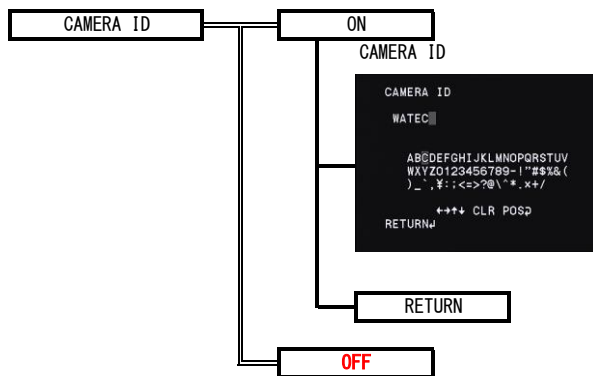 CAMERA ID
ON
CAMERA ID
CAMERA ID
WATEC
ABCDEFGHIJKLMNOPQRSTUV
WXYZ0123456789-!"#$%&(
)_`,¥:;<=>?@\^*.×+/
←→↑↓ CLR POS⮌
RETURN↲
RETURN
OFF